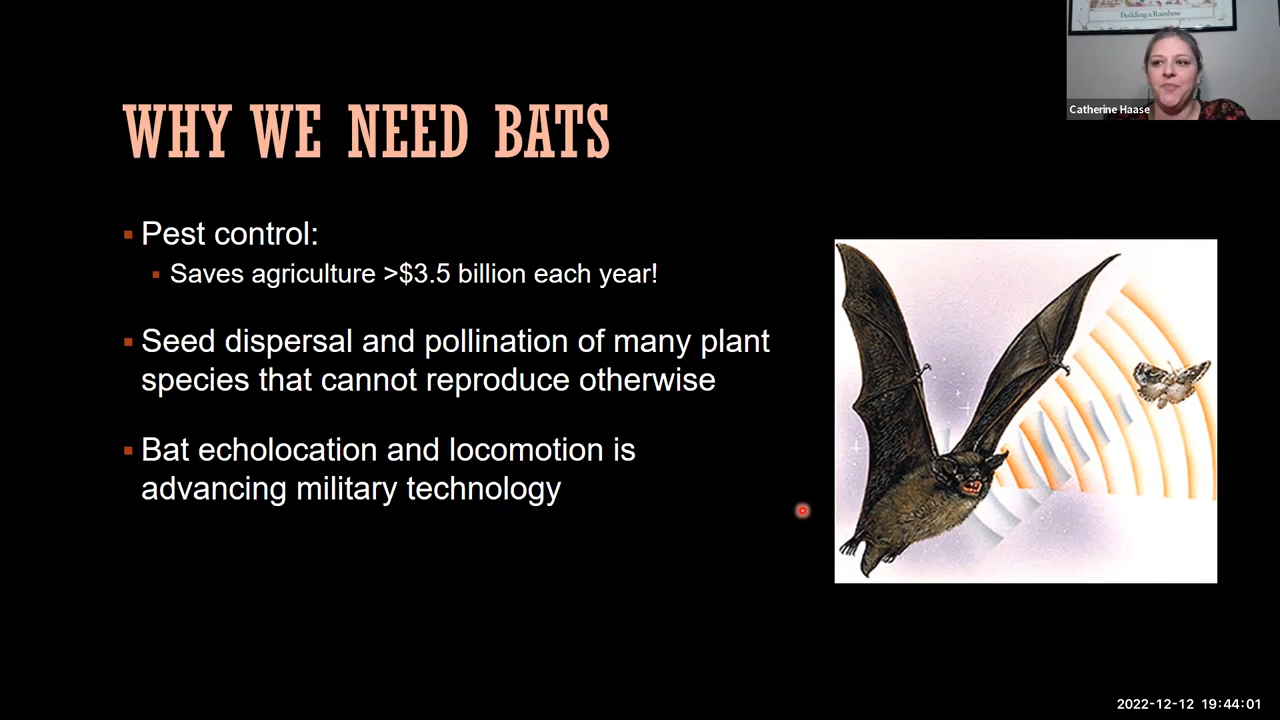 Building a Rainbow
Catherine Haase
WHY WE NEED BATS
Pest control:
Saves agriculture >$3.5 billion each year!
Seed dispersal and pollination of many plant
species that cannot reproduce otherwise
Bat echolocation and locomotion is
advancing military technology
2022-12-12 19:44:01